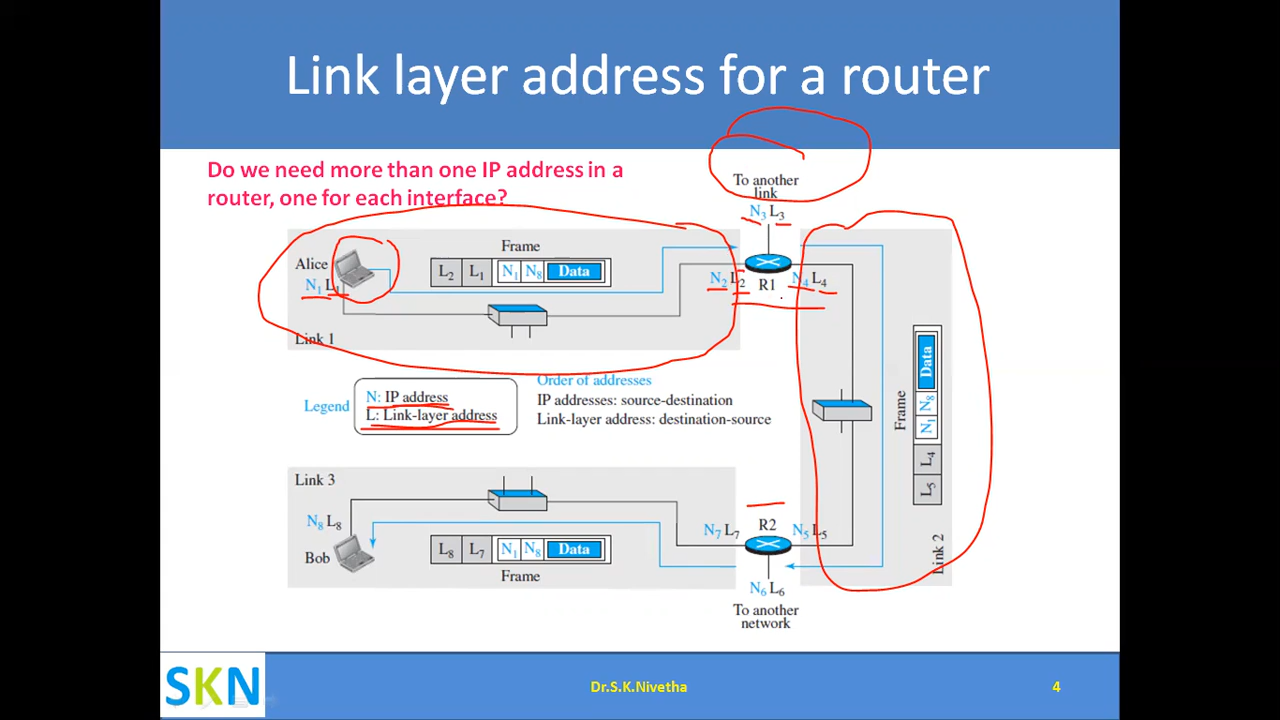 Link layer address for a router
Do we need more than one IP address in a
router, one for each interface?
To another
link
N3 L3
Alice
N1 L1
Frame
L2 L1 N1 N8 Data
N2 L2
R1
N4 L4
Link 1
Legend
N: IP address
L: Link-layer address
Order of addresses
IP addresses: source-destination
Link-layer address: destination-source
Frame
L5 L4 N1 N8 Data
Link 2
Link 3
N8 L8
Bob
L8 L7 N1 N8 Data
Frame
N7 L7
R2
N5 L5
N6 L6
To another
network
SKN
Dr.S.K.Nivetha
4